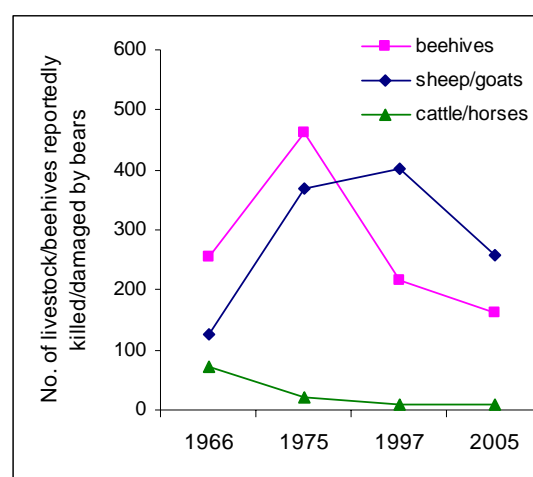 No. of livestock/beehives reportedly
killed/damaged by bears
600
500
400
300
200
100
0
beehives
sheep/goats
cattle/horses
1966 1975 1997 2005